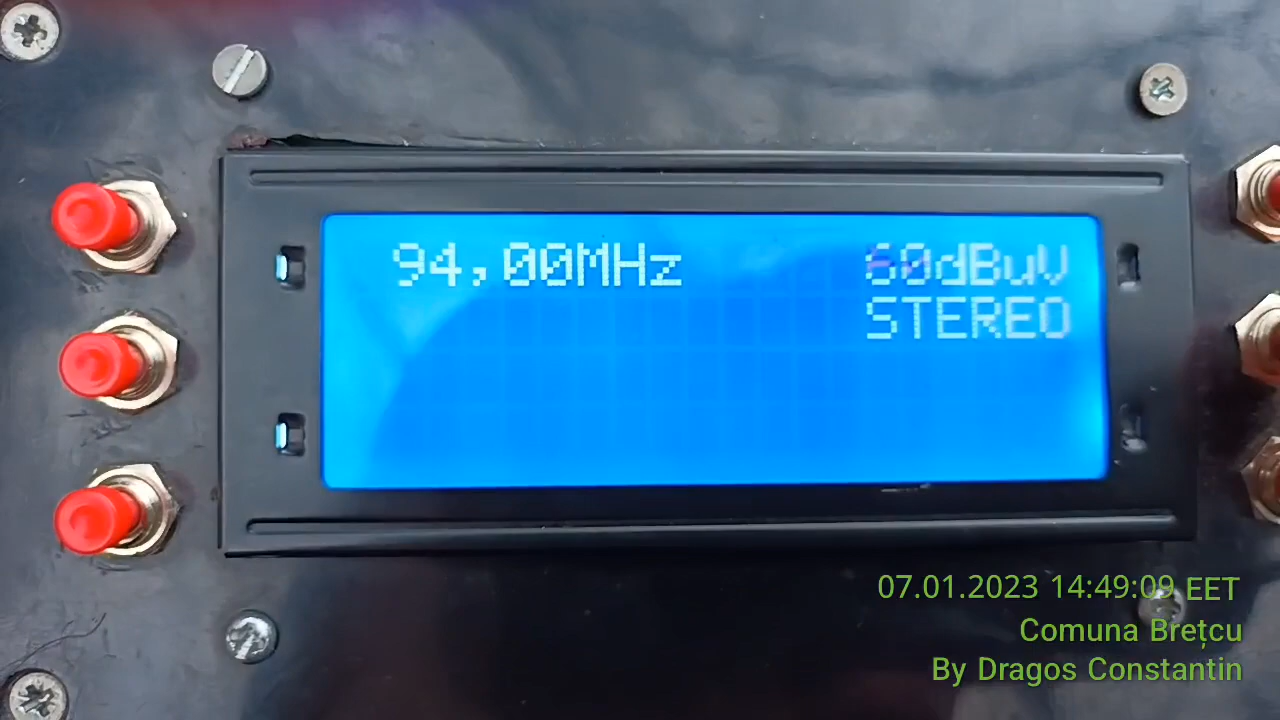 94,00MHz 60dBuV
STEREO
07.01.2023 14:49:09 EET
Comuna Brețcu
By Dragos Constantin